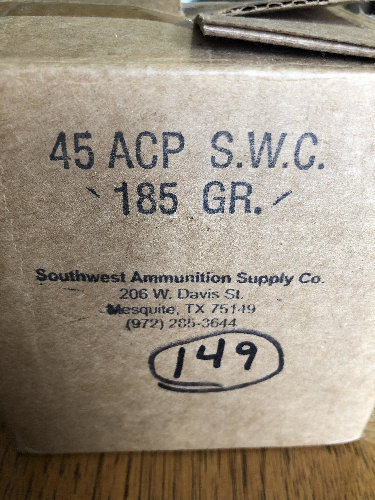 45 ACP S.W.C.
185 GR.
Southwest Ammunition Supply Co.
206 W. Davis St.
Mesquite, TX 75149
(972) 285-3644
149